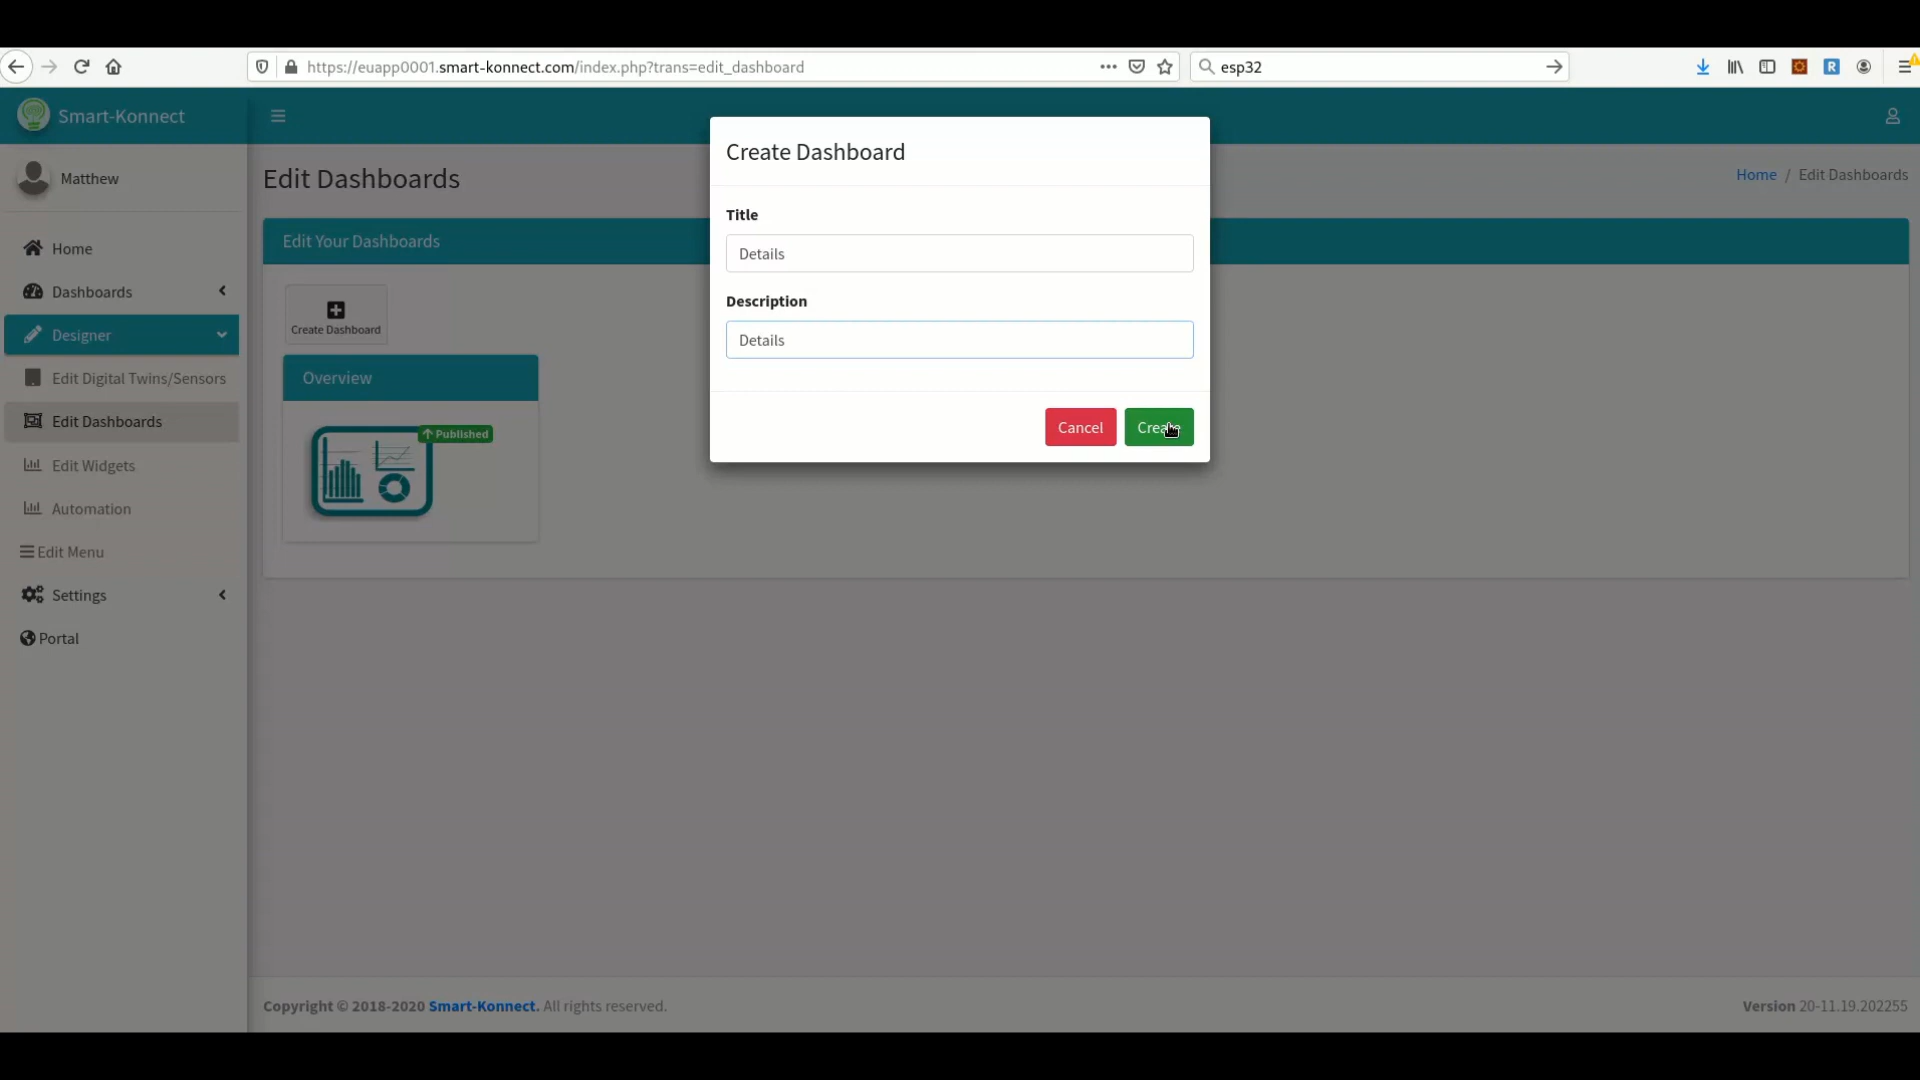 https://euapp0001.smart-konnect.com/index.php?trans=edit_dashboard
esp32
R
Smart-Konnect
Matthew
Home
Dashboards
Designer
Edit Digital Twins/Sensors
Edit Dashboards
Edit Widgets
Automation
Edit Menu
Settings
Portal
Edit Dashboards
Home / Edit Dashboards
Edit Your Dashboards
Create Dashboard
Overview
Published
Create Dashboard
Title
Details
Description
Details
Cancel
Create
Copyright © 2018-2020 Smart-Konnect. All rights reserved.
Version 20-11.19.202255